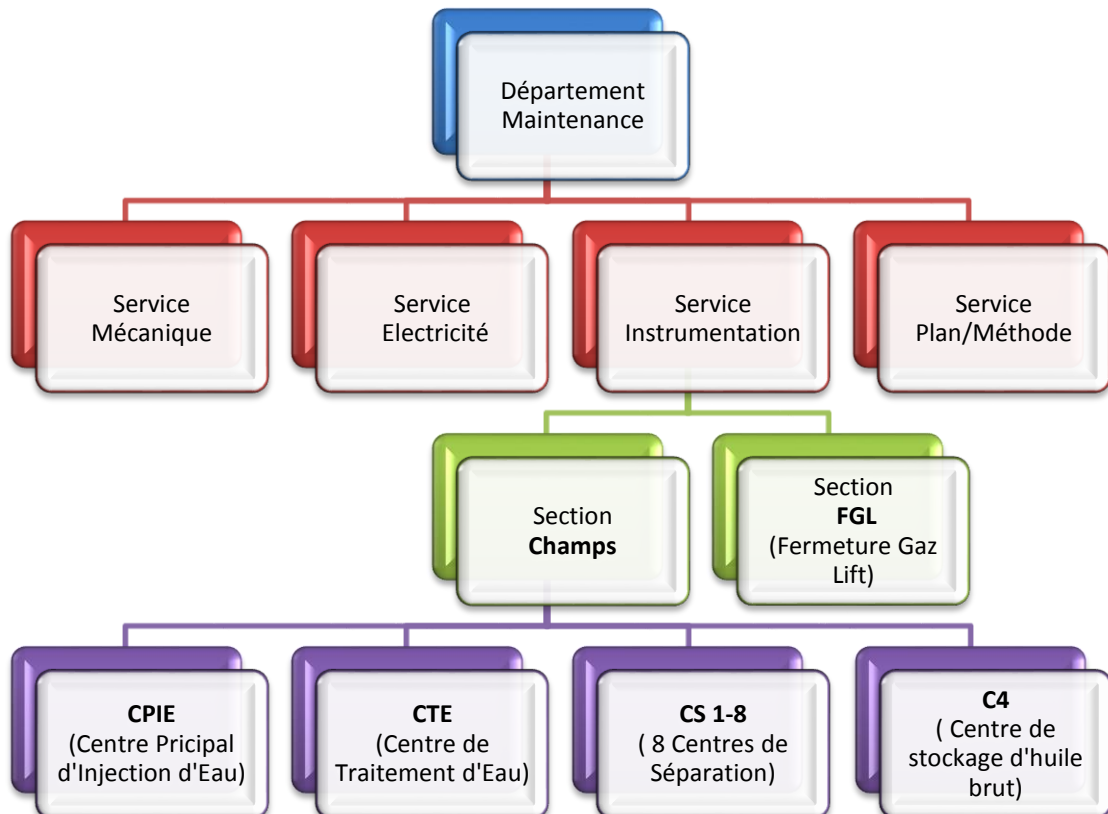 Département
Maintenance
Service
Mécanique
Service
Electricité
Service
Instrumentation
Service
Plan/Méthode
Section
Champs
Section
FGL
(Fermeture Gaz
Lift)
CPIE
(Centre Pricipal
d'Injection d'Eau)
CTE
(Centre de
Traitement d'Eau)
CS 1-8
( 8 Centres de
Séparation)
C4
( Centre de
stockage d'huile
brut)